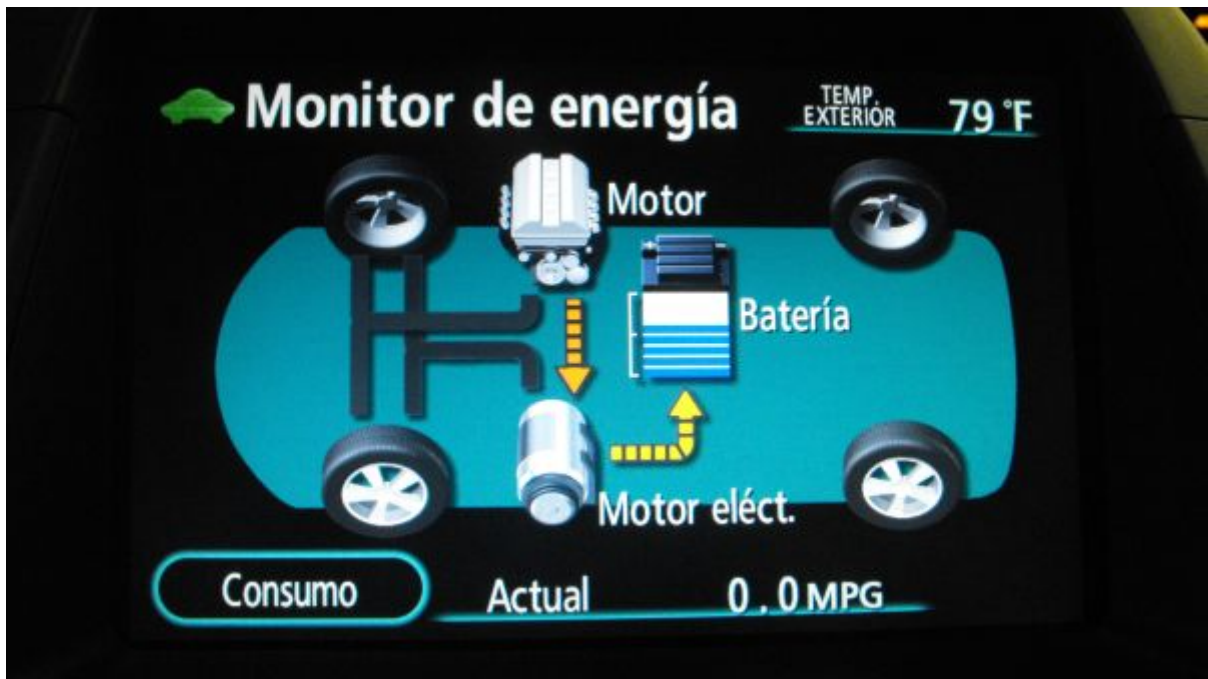 Monitor de energía
TEMP.
EXTERIOR
79 °F
Motor
Batería
Motor eléct.
Consumo
Actual
0.0 MPG